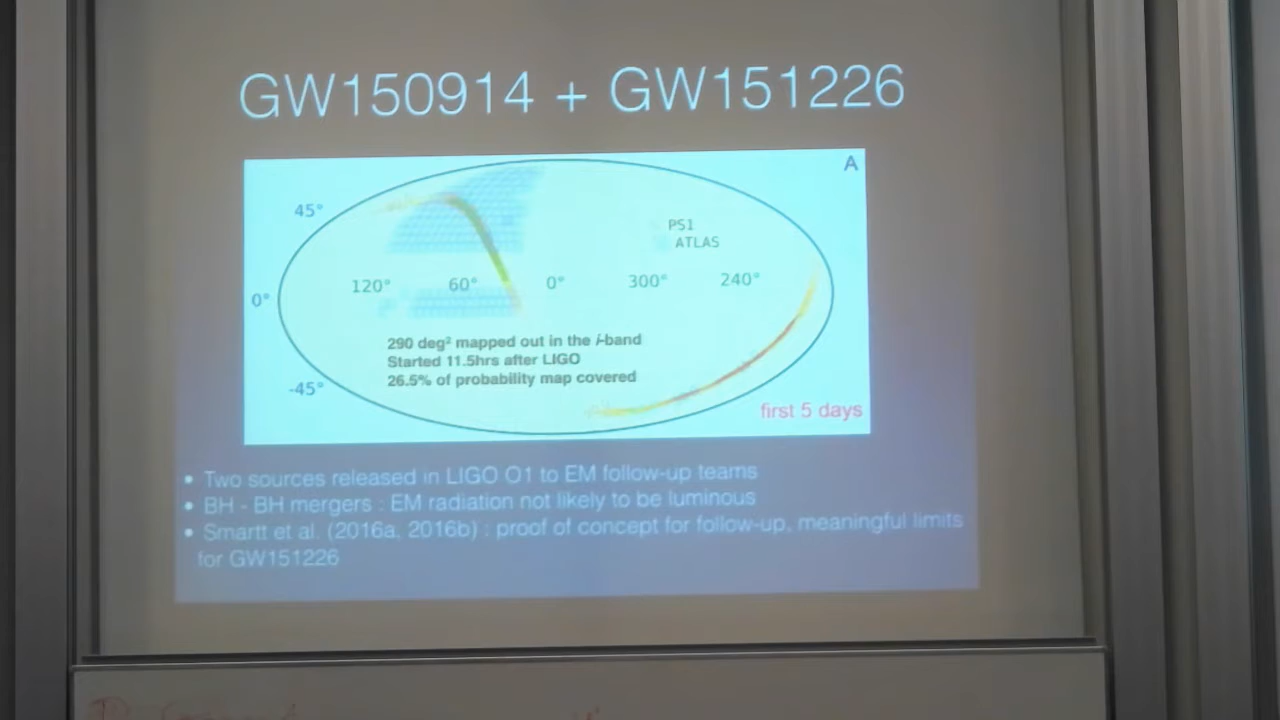 GW150914 + GW151226
A
45°
PS1
ATLAS
120° 60° 0° 300° 240°
0°
290 deg² mapped out in the i-band
Started 11.5hrs after LIGO
26.5% of probability map covered
-45°
first 5 days
• Two sources released in LIGO O1 to EM follow-up teams
• BH - BH mergers : EM radiation not likely to be luminous
• Smartt et al. (2016a, 2016b) : proof of concept for follow-up, meaningful limits
for GW151226